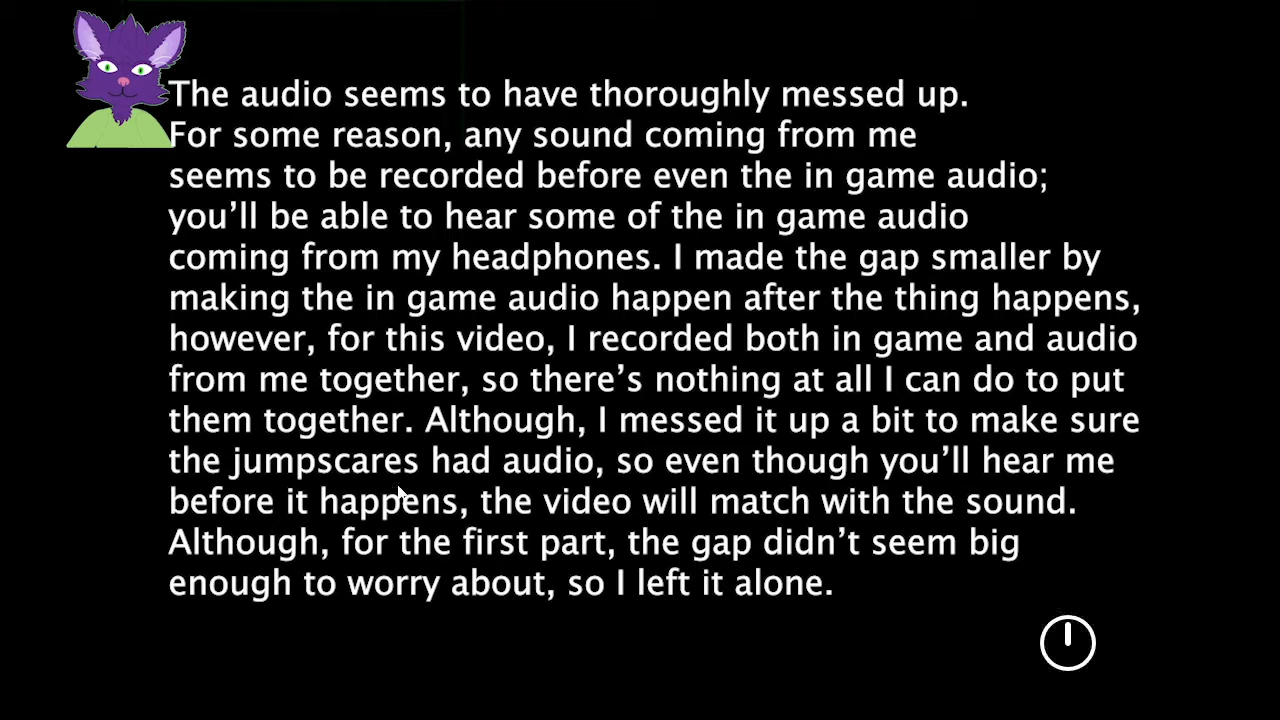 The audio seems to have thoroughly messed up.
For some reason, any sound coming from me
seems to be recorded before even the in game audio;
you’ll be able to hear some of the in game audio
coming from my headphones. I made the gap smaller by
making the in game audio happen after the thing happens,
however, for this video, I recorded both in game and audio
from me together, so there’s nothing at all I can do to put
them together. Although, I messed it up a bit to make sure
the jumpscares had audio, so even though you’ll hear me
before it happens, the video will match with the sound.
Although, for the first part, the gap didn’t seem big
enough to worry about, so I left it alone.